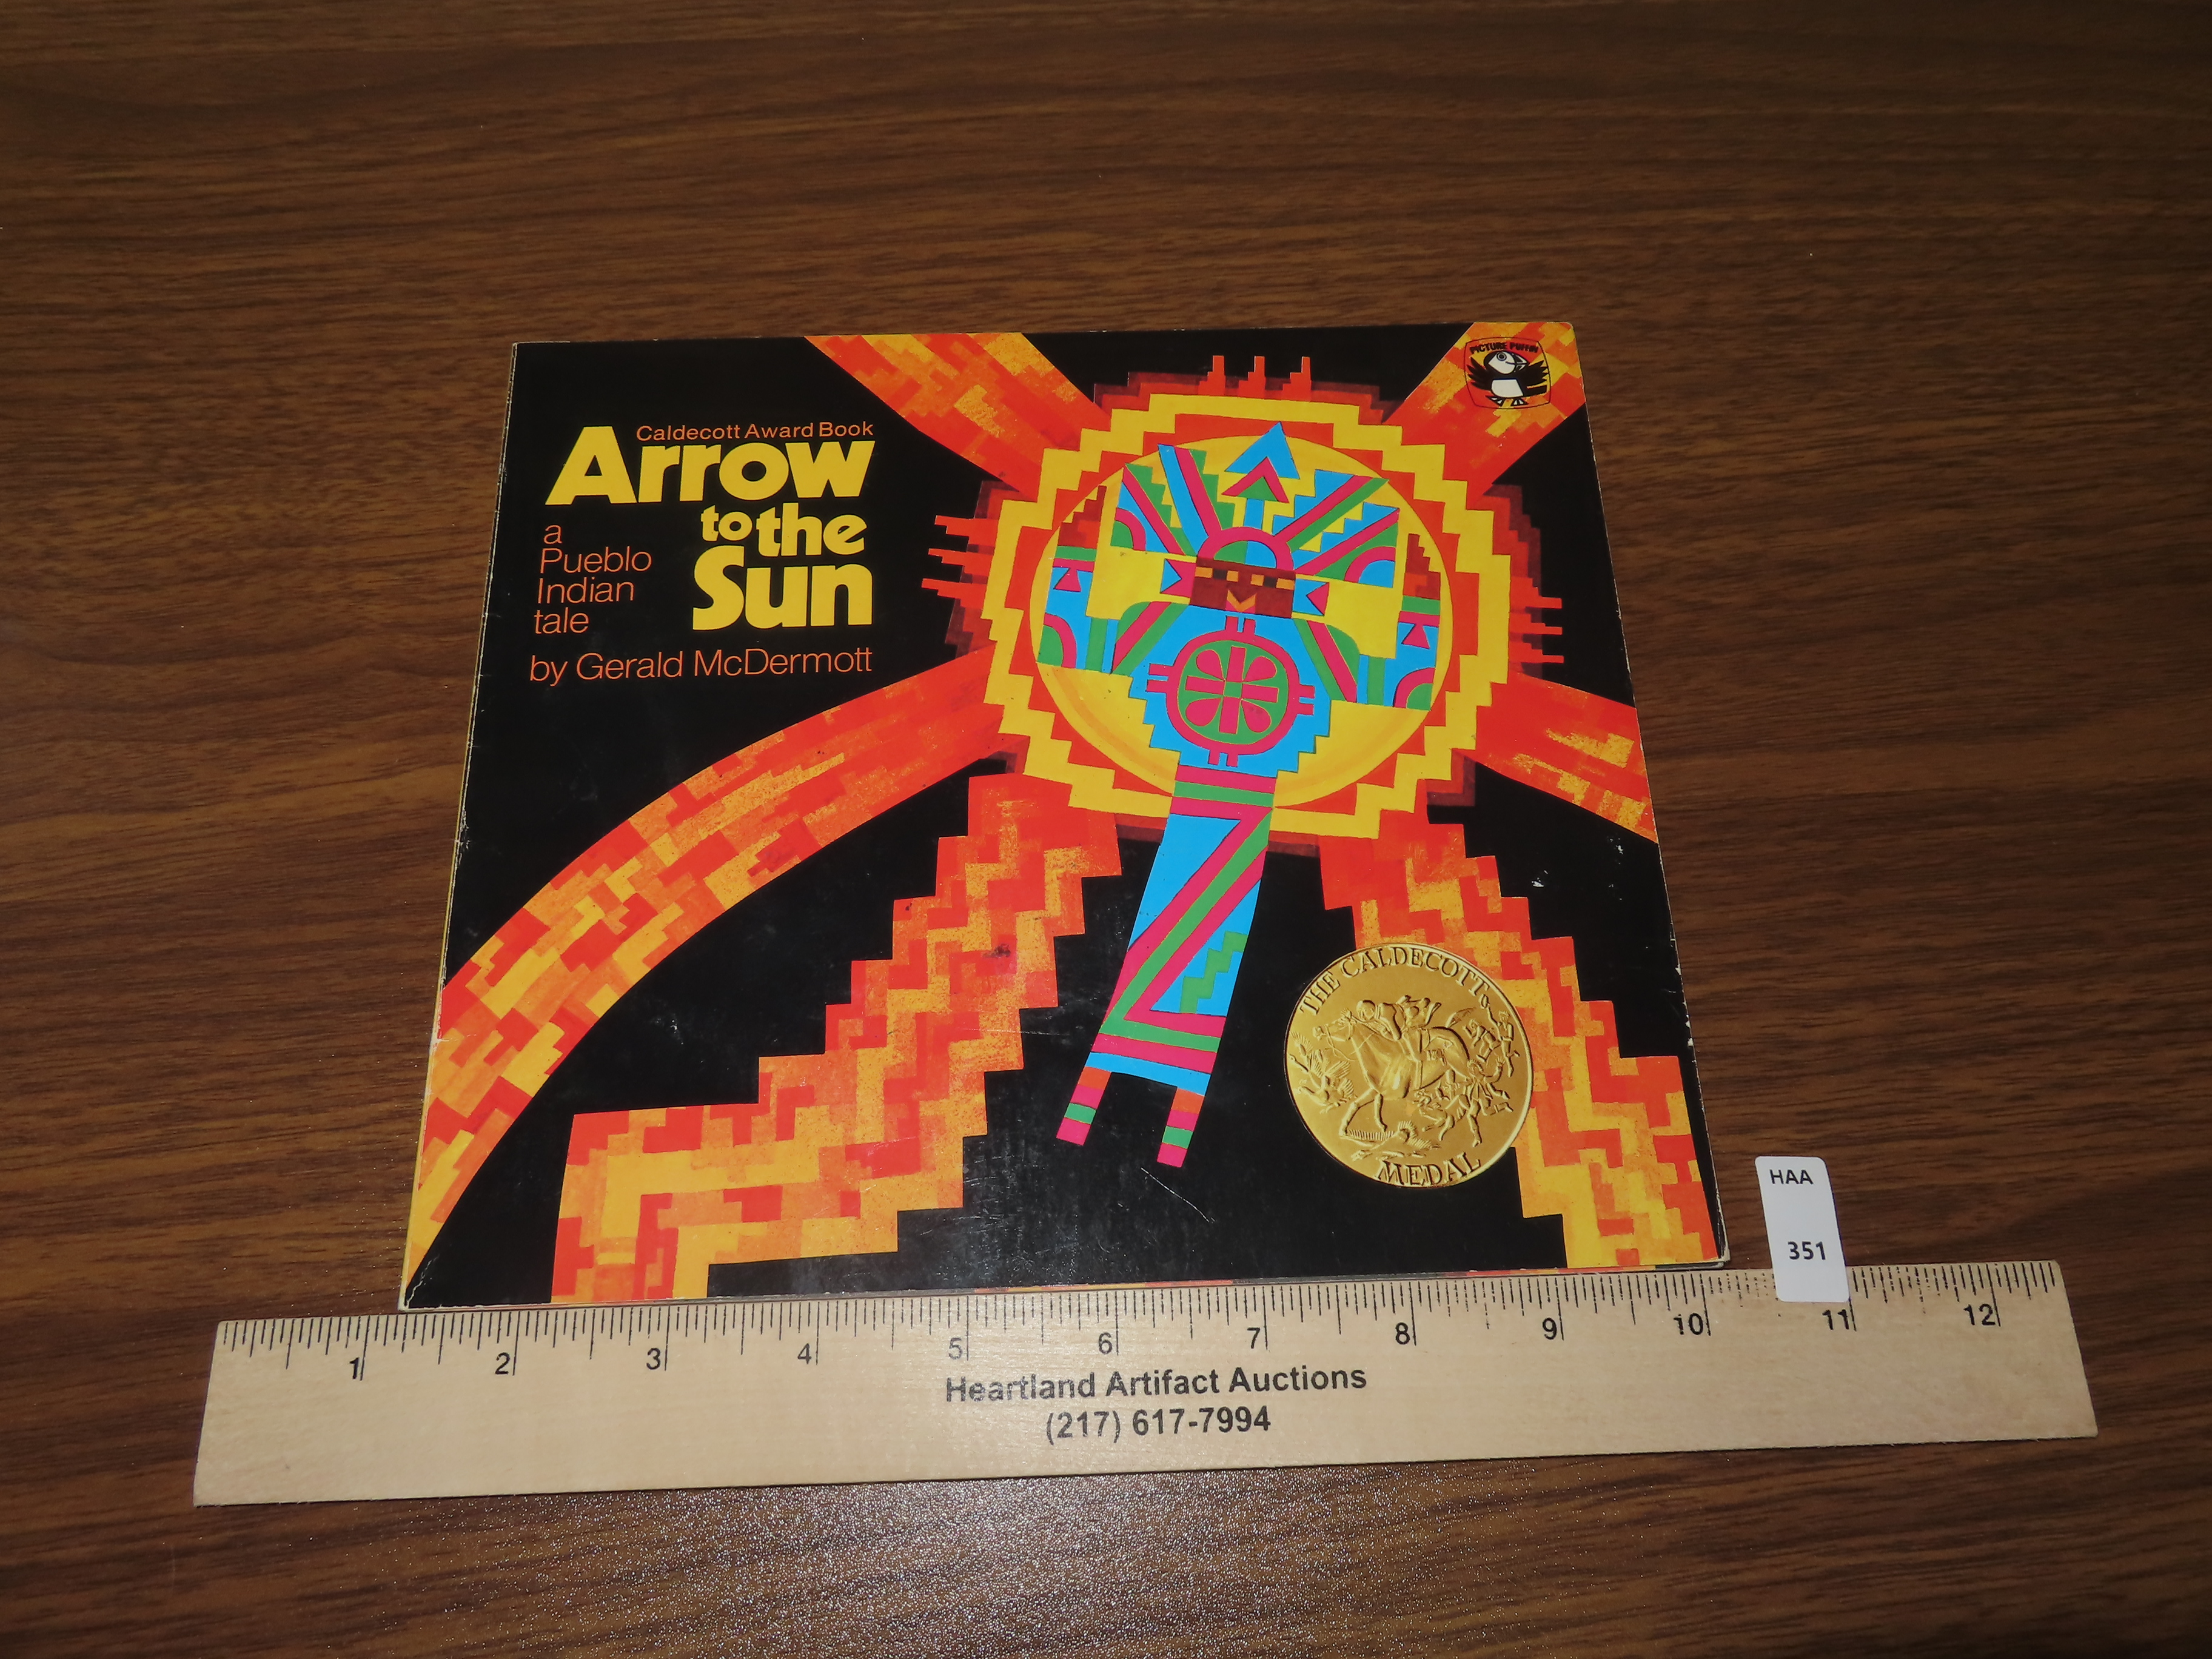 PICTURE PUFFIN
Caldecott Award Book
Arrow
to the
Sun
a
Pueblo
Indian
tale
by Gerald McDermott
THE CALDECOTT
MEDAL
HAA
351
1 2 3 4 5 6 7 8 9 10 11 12
Heartland Artifact Auctions
(217) 617-7994